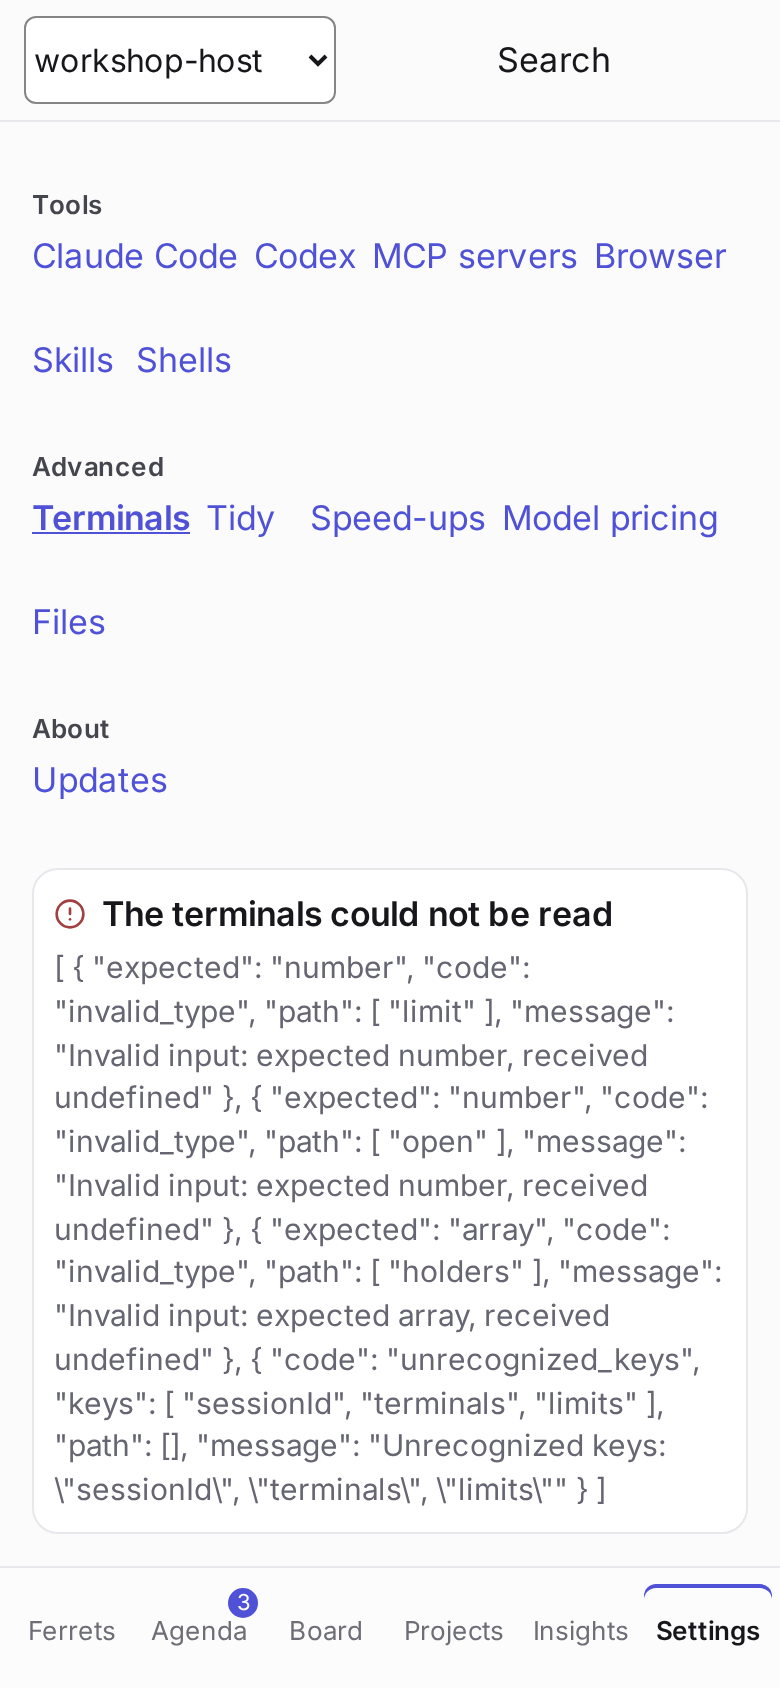 workshop-host
Search
Tools
Claude Code Codex MCP servers Browser
Skills Shells
Advanced
Terminals Tidy Speed-ups Model pricing
Files
About
Updates
The terminals could not be read
[ { "expected": "number", "code":
"invalid_type", "path": [ "limit" ], "message":
"Invalid input: expected number, received
undefined" }, { "expected": "number", "code":
"invalid_type", "path": [ "open" ], "message":
"Invalid input: expected number, received
undefined" }, { "expected": "array", "code":
"invalid_type", "path": [ "holders" ], "message":
"Invalid input: expected array, received
undefined" }, { "code": "unrecognized_keys",
"keys": [ "sessionId", "terminals", "limits" ],
"path": [], "message": "Unrecognized keys:
\"sessionId\", \"terminals\", \"limits\"" } ]
3
Ferrets Agenda Board Projects Insights Settings